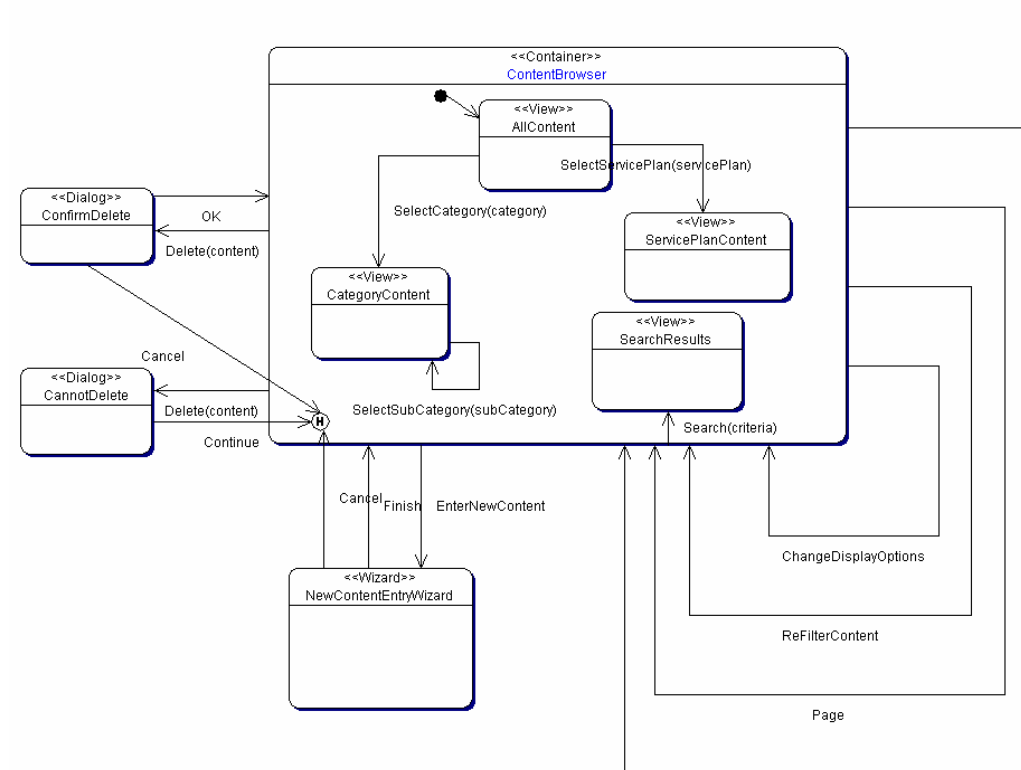 <<Container>>
ContentBrowser
<<View>>
AllContent
SelectServicePlan(servicePlan)
<<Dialog>>
ConfirmDelete
OK
SelectCategory(category)
<<View>>
ServicePlanContent
Delete(content)
<<View>>
CategoryContent
<<View>>
SearchResults
Cancel
<<Dialog>>
CannotDelete
Delete(content)
SelectSubCategory(subCategory)
H
Continue
Search(criteria)
Cancel
Finish
EnterNewContent
ChangeDisplayOptions
<<Wizard>>
NewContentEntryWizard
ReFilterContent
Page